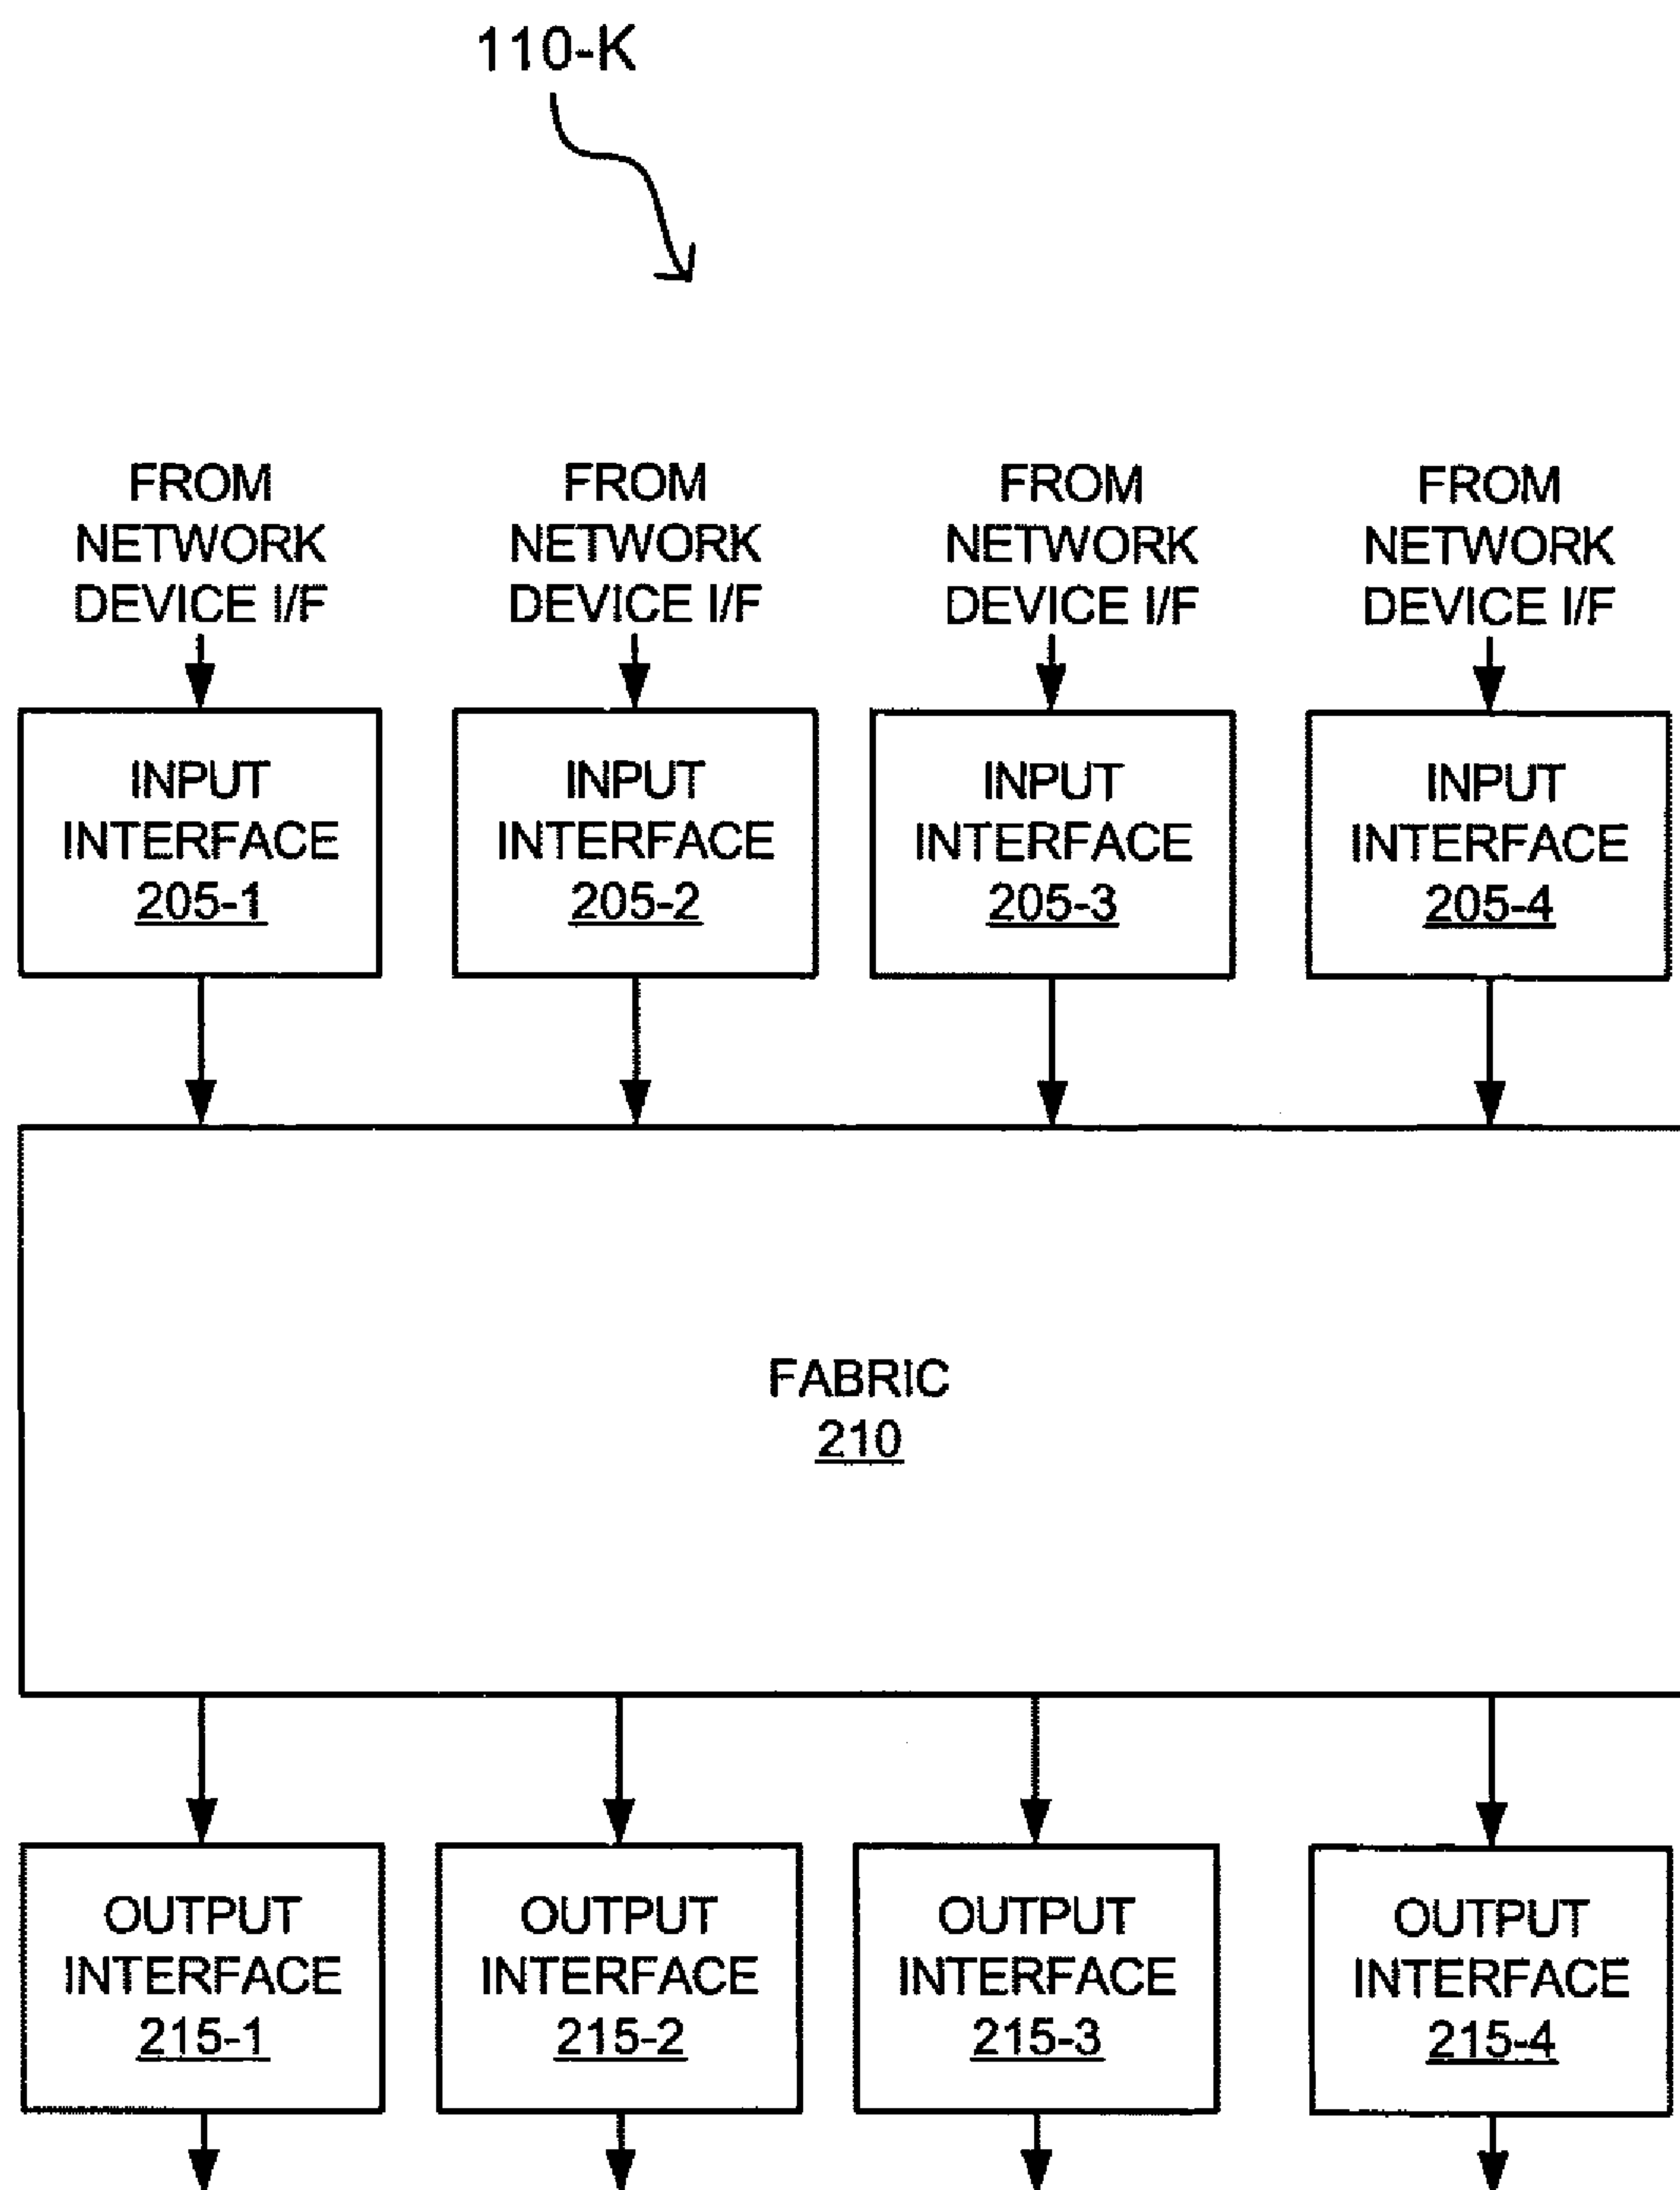 110-K
FROM
NETWORK
DEVICE I/F
FROM
NETWORK
DEVICE I/F
FROM
NETWORK
DEVICE I/F
FROM
NETWORK
DEVICE I/F
INPUT
INTERFACE
205-1
INPUT
INTERFACE
205-2
INPUT
INTERFACE
205-3
INPUT
INTERFACE
205-4
FABRIC
210
OUTPUT
INTERFACE
215-1
OUTPUT
INTERFACE
215-2
OUTPUT
INTERFACE
215-3
OUTPUT
INTERFACE
215-4